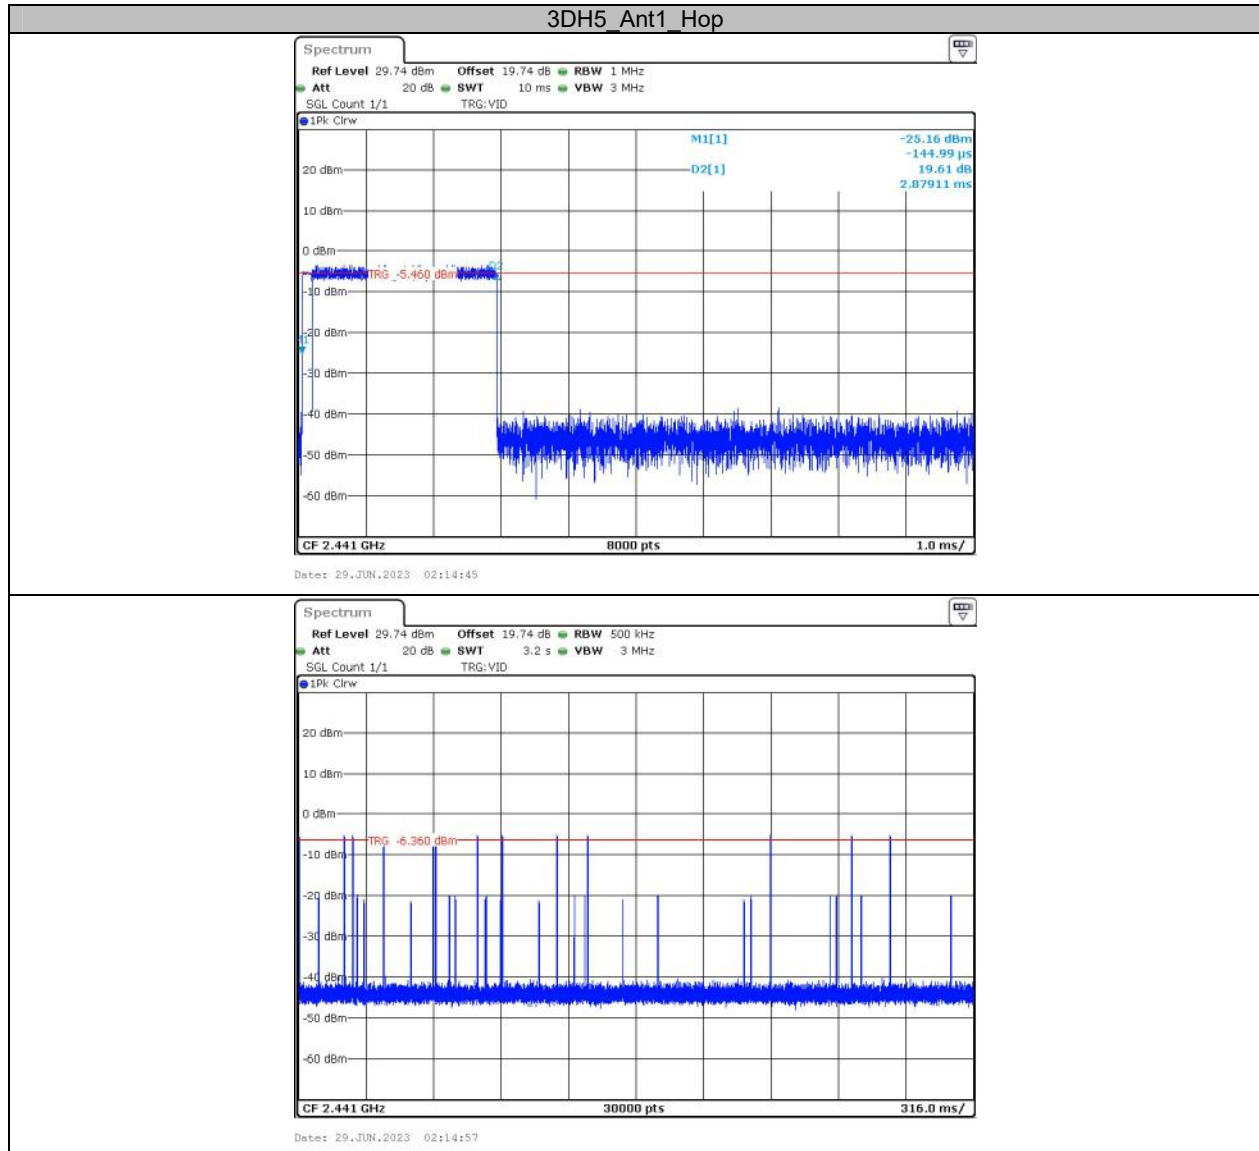 3DH5_Ant1_Hop
Spectrum
Ref Level 29.74 dBm Offset 19.74 dB RBW 1 MHz
Att 20 dB SWT 10 ms VBW 3 MHz
SGL Count 1/1 TRG:VID
1Pk Clrw
M1[1] -25.16 dBm
-144.99 µs
20 dBm D2[1] 19.61 dB
2.87911 ms
10 dBm
0 dBm
D2
TRG -5.460 dBm
-10 dBm
-20 dBm
-30 dBm
-40 dBm
-50 dBm
-60 dBm
CF 2.441 GHz 8000 pts 1.0 ms/
Date: 29.JUN.2023 02:14:45
Spectrum
Ref Level 29.74 dBm Offset 19.74 dB RBW 500 kHz
Att 20 dB SWT 3.2 s VBW 3 MHz
SGL Count 1/1 TRG:VID
1Pk Clrw
20 dBm
10 dBm
0 dBm
TRG -6.360 dBm
-10 dBm
-20 dBm
-30 dBm
-40 dBm
-50 dBm
-60 dBm
CF 2.441 GHz 30000 pts 316.0 ms/
Date: 29.JUN.2023 02:14:57